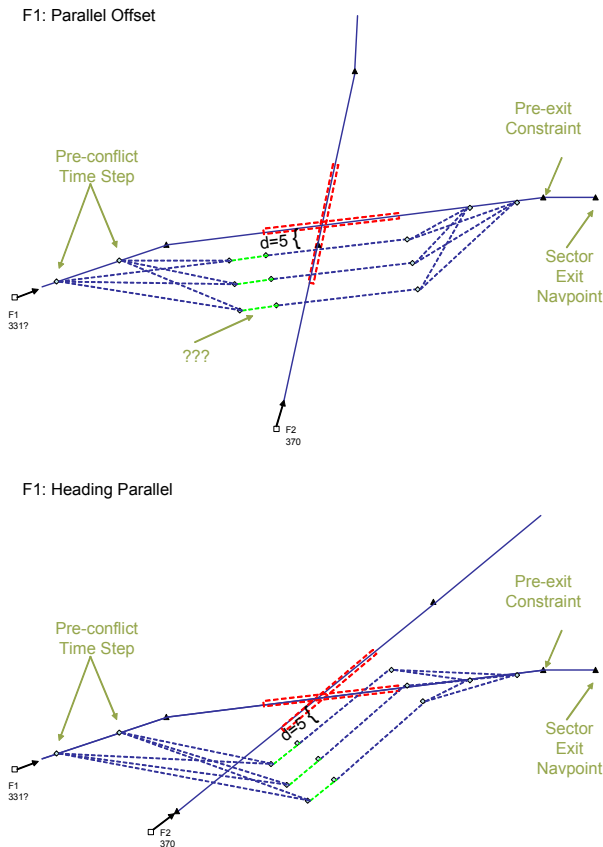 F1: Parallel Offset
Pre-exit
Constraint
Pre-conflict
Time Step
d=5 {
Sector
Exit
Navpoint
F1
331?
???
F2
370
F1: Heading Parallel
Pre-exit
Constraint
Pre-conflict
Time Step
d=5 {
Sector
Exit
Navpoint
F1
331?
F2
370